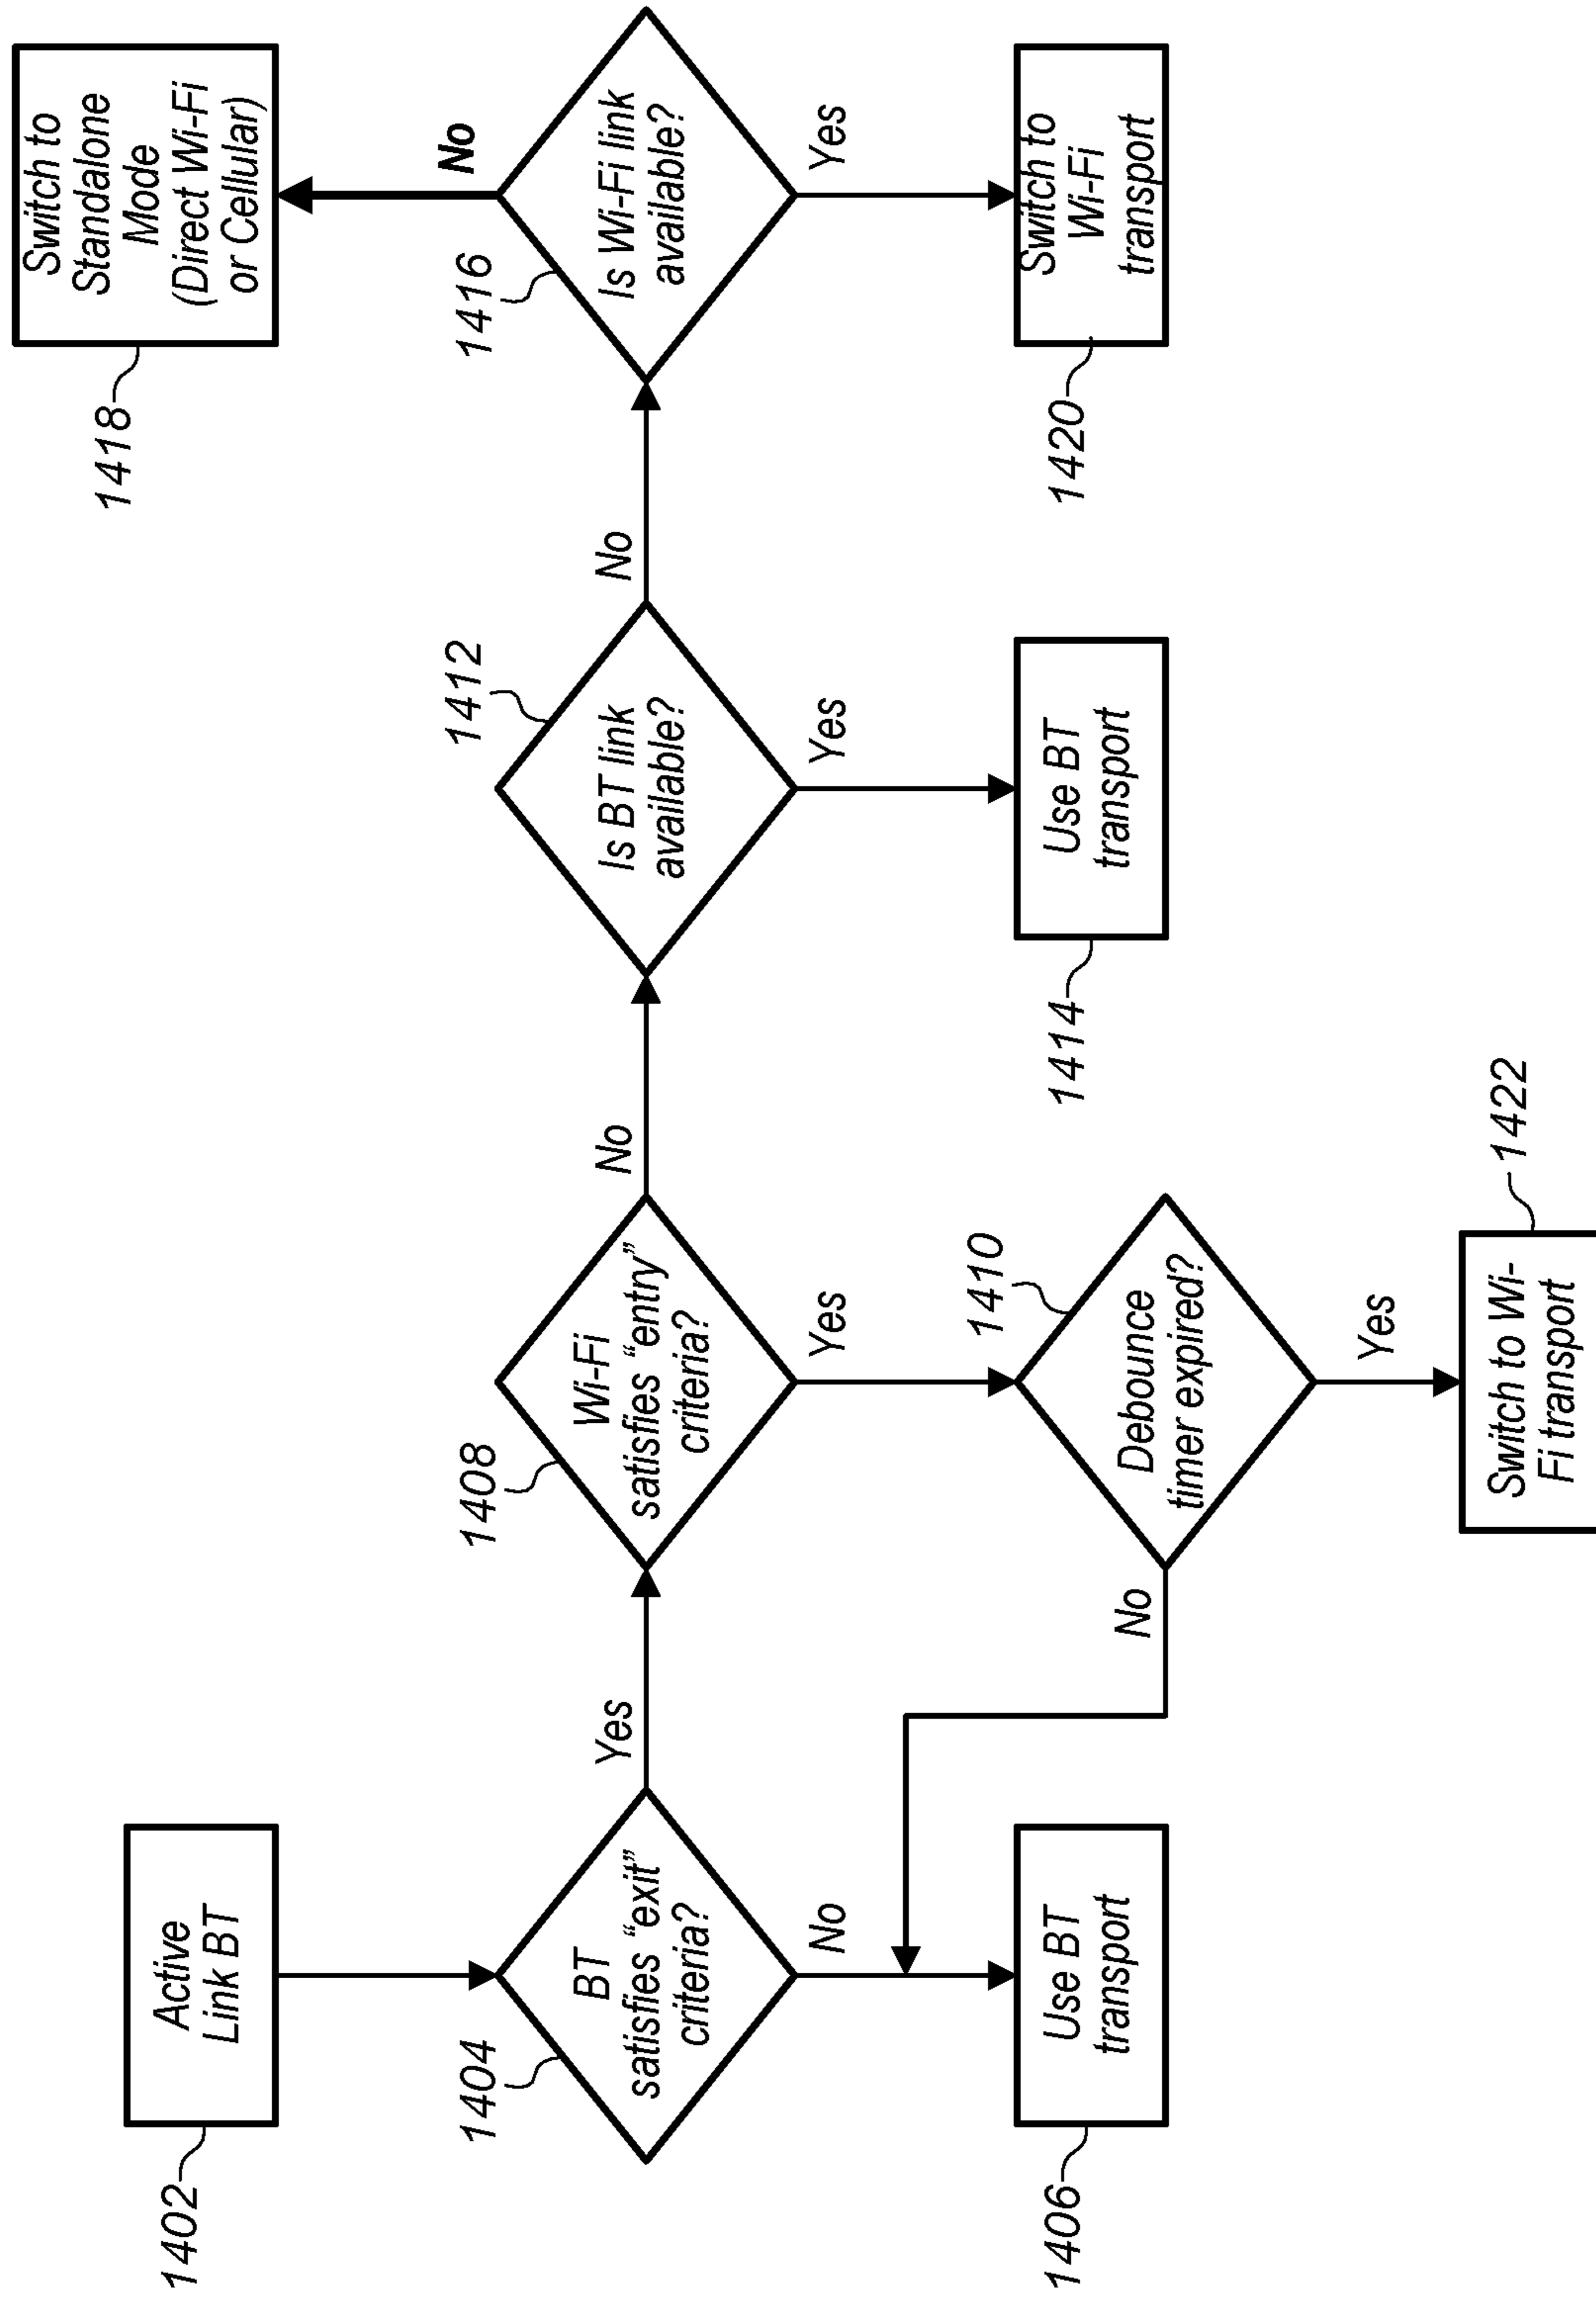 1402
Active
Link BT
1404
BT
satisfies “exit”
criteria?
Yes
No
1406
Use BT
transport
1408
Wi-Fi
satisfies “entry”
criteria?
No
Yes
1410
Debounce
timer expired?
No
Yes
Switch to Wi-
Fi transport
1422
1412
Is BT link
available?
No
Yes
1414
Use BT
transport
1416
Is Wi-Fi link
available?
No
Yes
1418
Switch to
Standalone
Mode
(Direct Wi-Fi
or Cellular)
1420
Switch to
Wi-Fi
transport